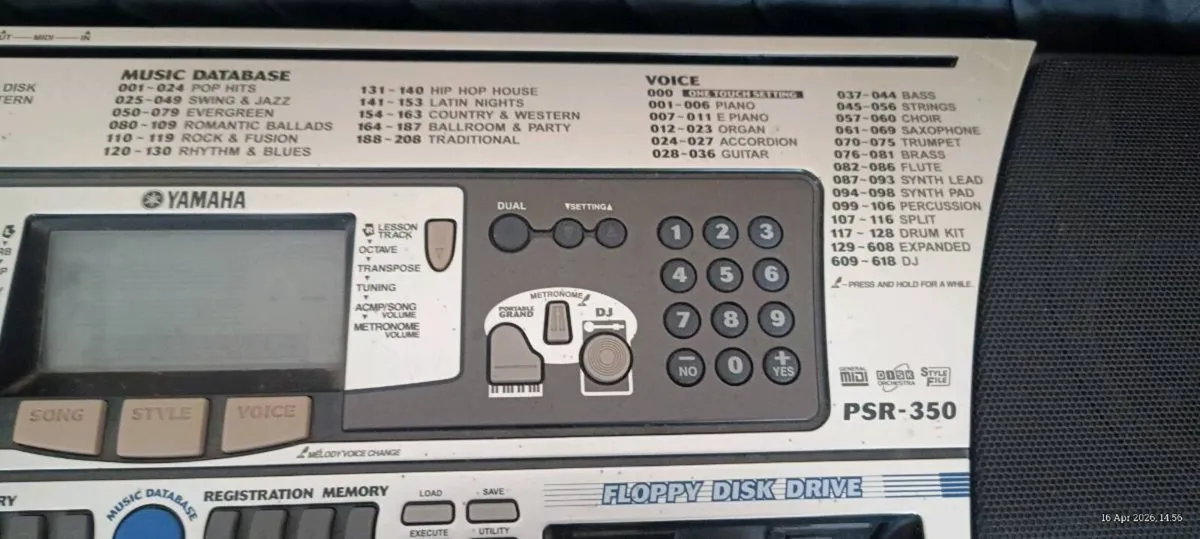 MIDI IN
DISK
MUSIC DATABASE
001~024 POP HITS
025~049 SWING & JAZZ
050~079 EVERGREEN
080~109 ROMANTIC BALLADS
110~119 ROCK & FUSION
120~130 RHYTHM & BLUES
131~140 HIP HOP HOUSE
141~153 LATIN NIGHTS
154~163 COUNTRY & WESTERN
164~187 BALLROOM & PARTY
188~208 TRADITIONAL
VOICE
000 ONE TOUCH SETTING
001~006 PIANO
007~011 E PIANO
012~023 ORGAN
024~027 ACCORDION
028~036 GUITAR
037~044 BASS
045~056 STRINGS
057~060 CHOIR
061~069 SAXOPHONE
070~075 TRUMPET
076~081 BRASS
082~086 FLUTE
087~093 SYNTH LEAD
094~098 SYNTH PAD
099~106 PERCUSSION
107~116 SPLIT
117~128 DRUM KIT
129~608 EXPANDED
609~618 DJ
–PRESS AND HOLD FOR A WHILE.
YAMAHA
LESSON
TRACK
OCTAVE
TRANSPOSE
TUNING
ACMP/SONG
VOLUME
METRONOME
VOLUME
DUAL
▼SETTING▲
METRONOME
PORTABLE
GRAND
DJ
1 2 3
4 5 6
7 8 9
– NO 0 + YES
GENERAL MIDI
DISK ORCHESTRA
STYLE FILE
PSR-350
SONG STYLE VOICE
MELODY VOICE CHANGE
MUSIC DATABASE
REGISTRATION MEMORY
LOAD
EXECUTE
SAVE
UTILITY
FLOPPY DISK DRIVE
16 Apr 2026, 14:56